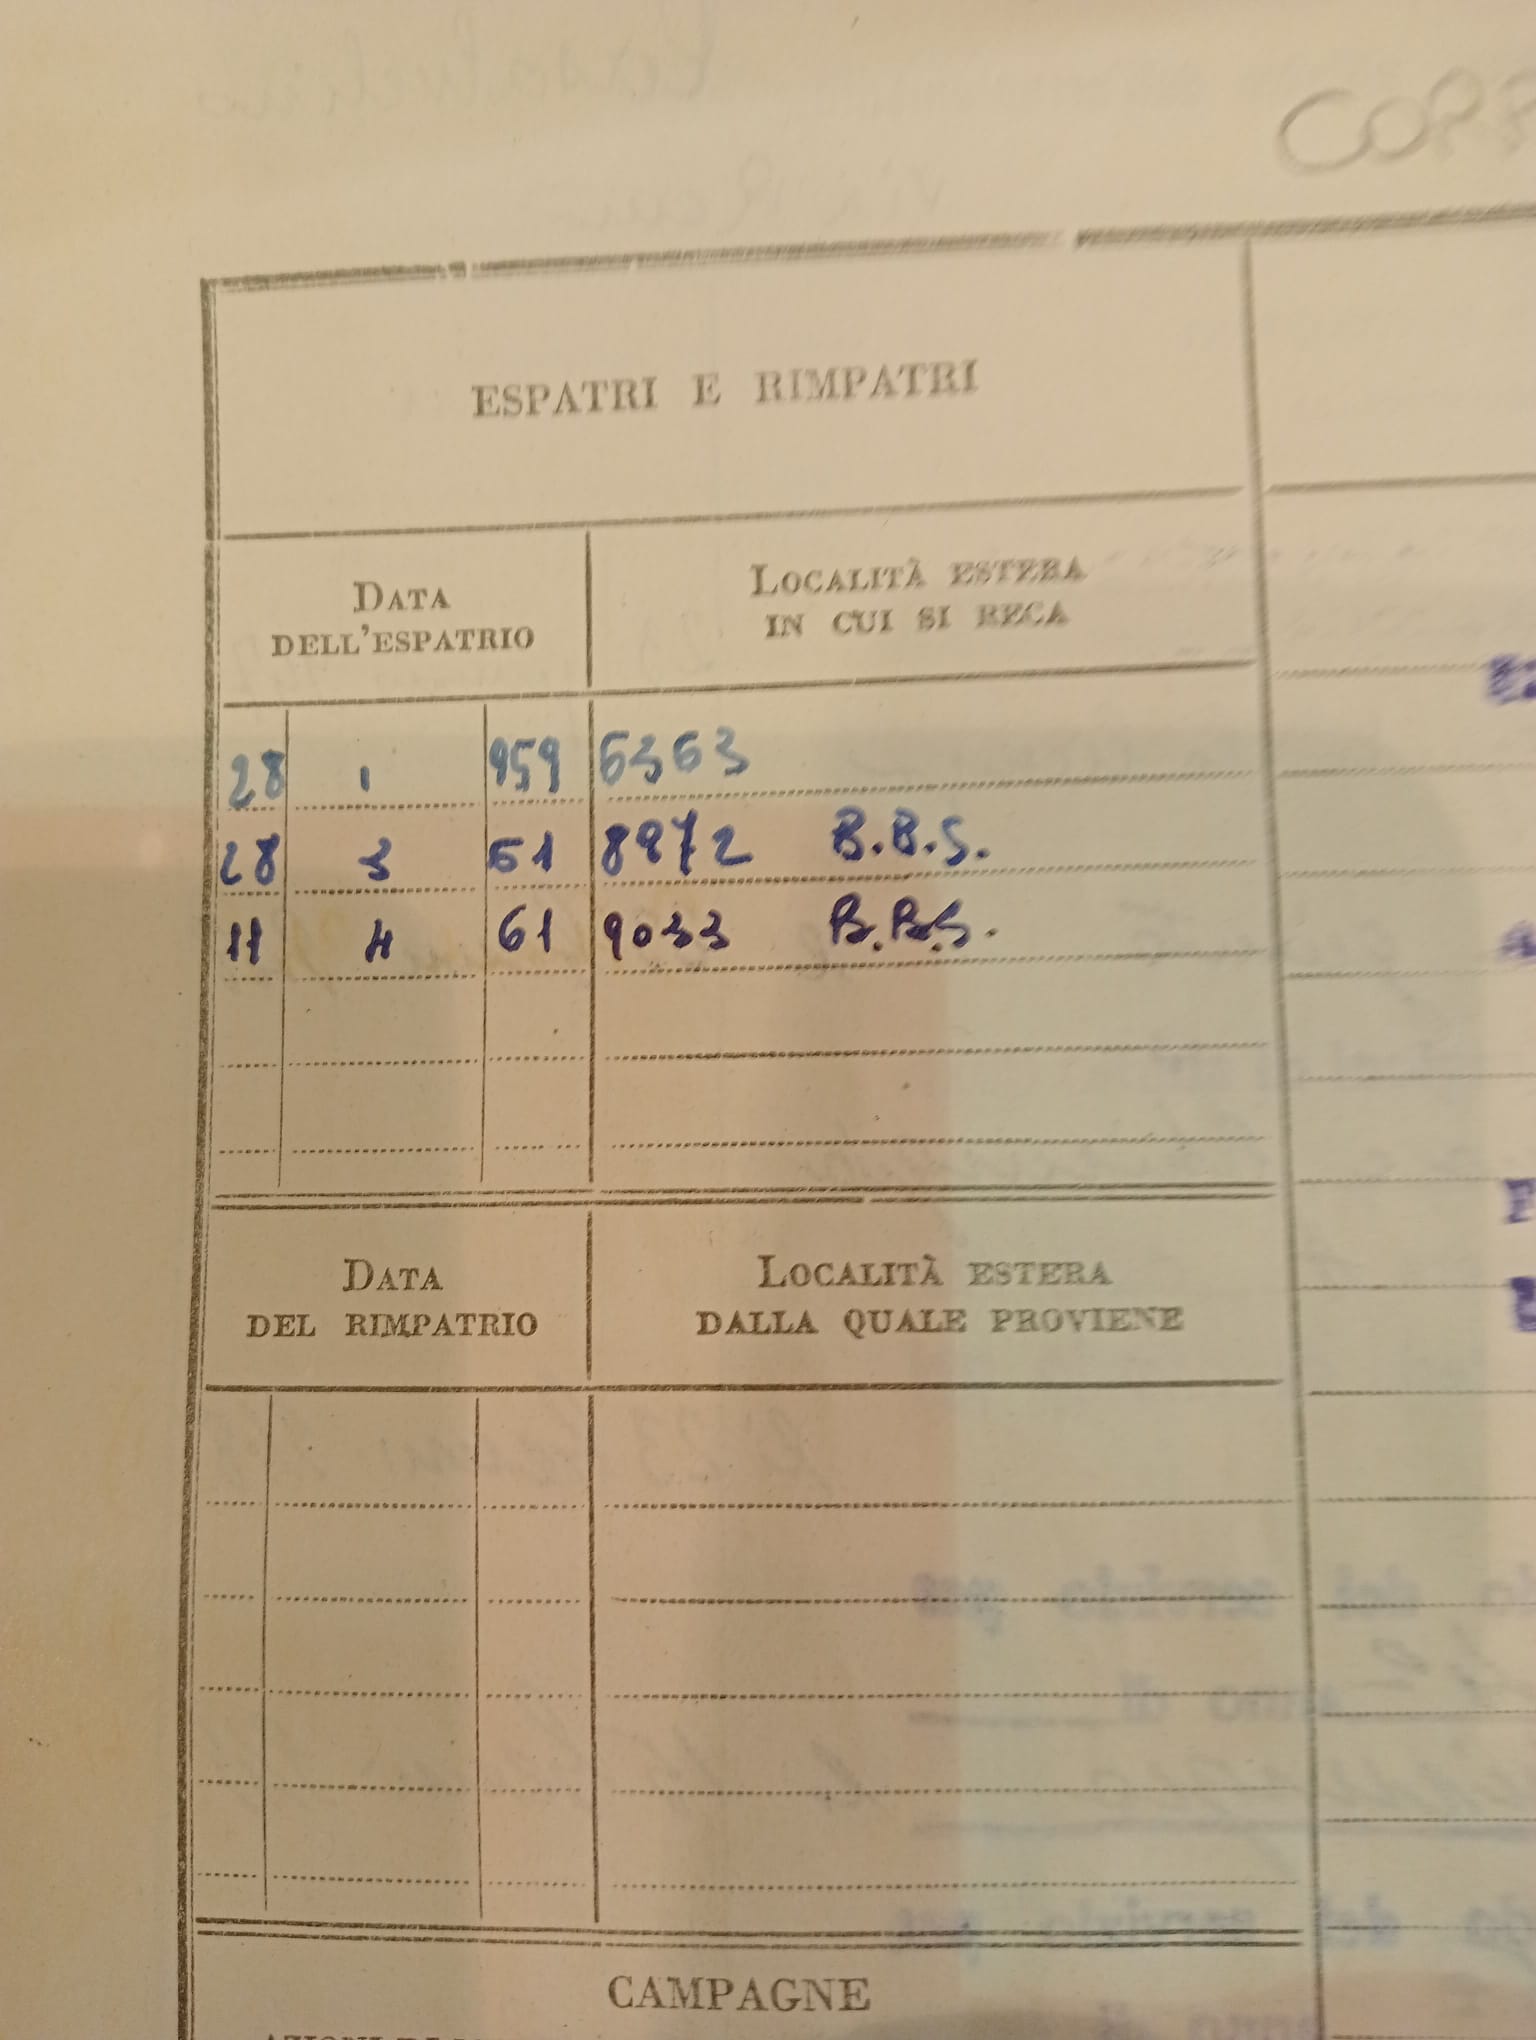 ESPATRI E RIMPATRI
DATA
DELL'ESPATRIO
LOCALITÀ ESTERA
IN CUI SI RECA
28 1 959 6363
28 3 61 8972 B.B.S.
11 4 61 9033 B.B.S.
DATA
DEL RIMPATRIO
LOCALITÀ ESTERA
DALLA QUALE PROVIENE
CAMPAGNE